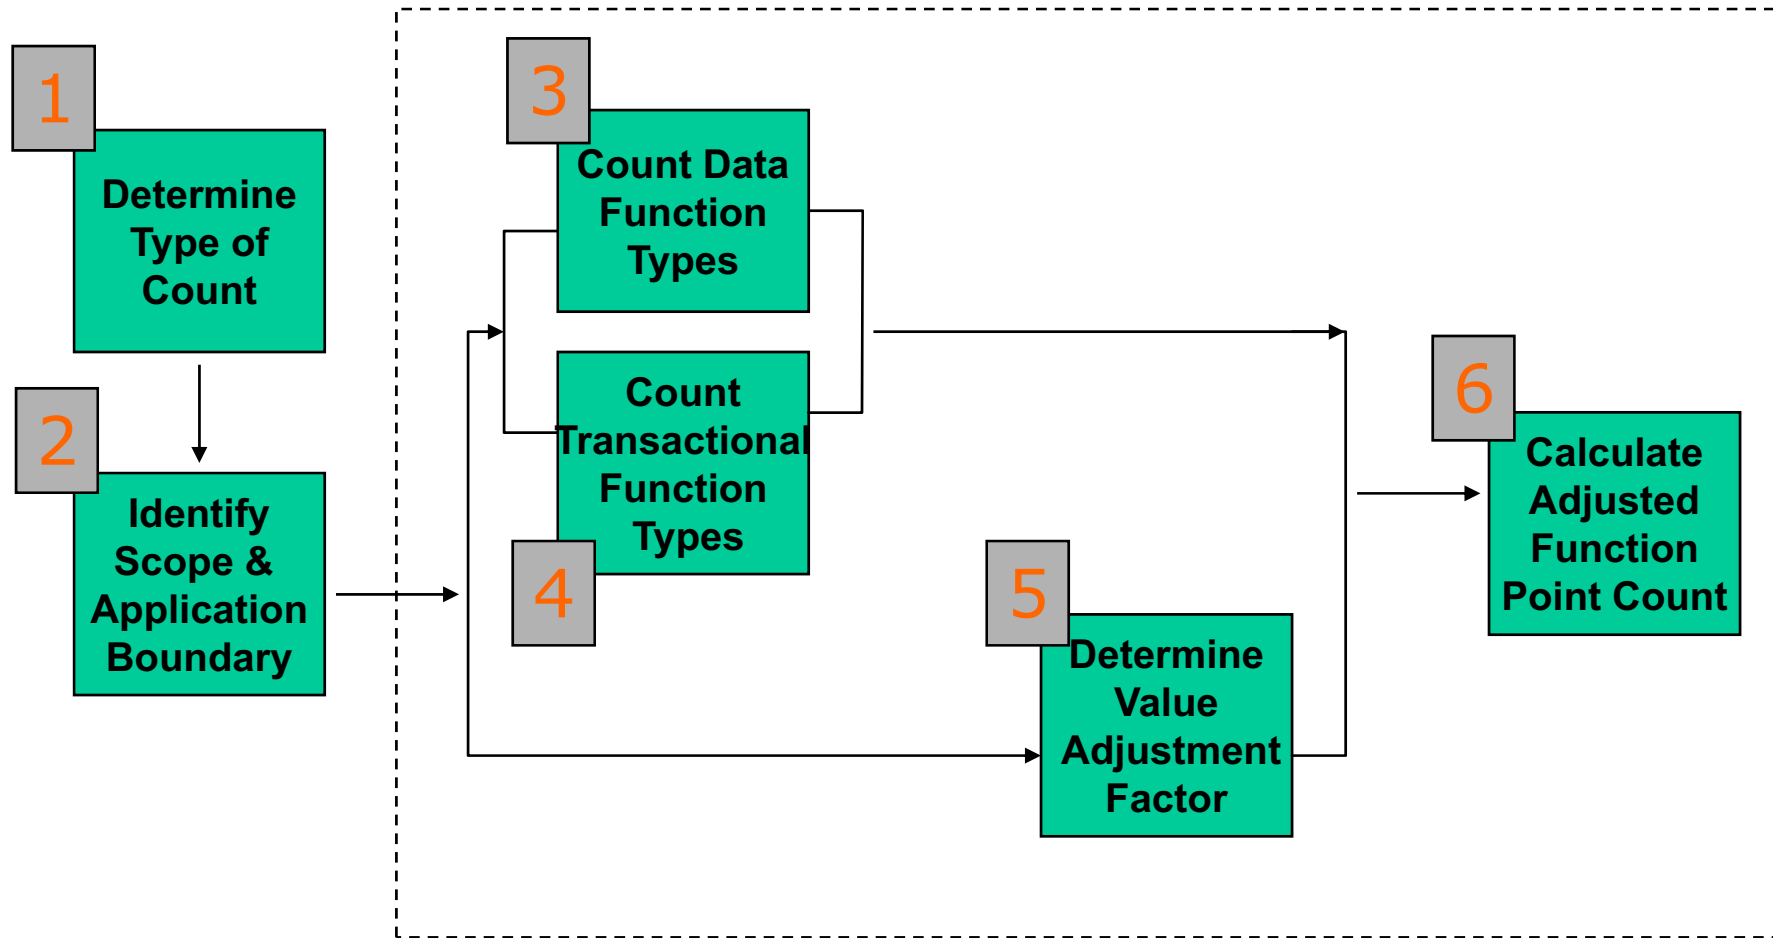 1
Determine
Type of
Count
2
Identify
Scope &
Application
Boundary
3
Count Data
Function
Types
Count
Transactional
Function
Types
4
5
Determine
Value
Adjustment
Factor
6
Calculate
Adjusted
Function
Point Count